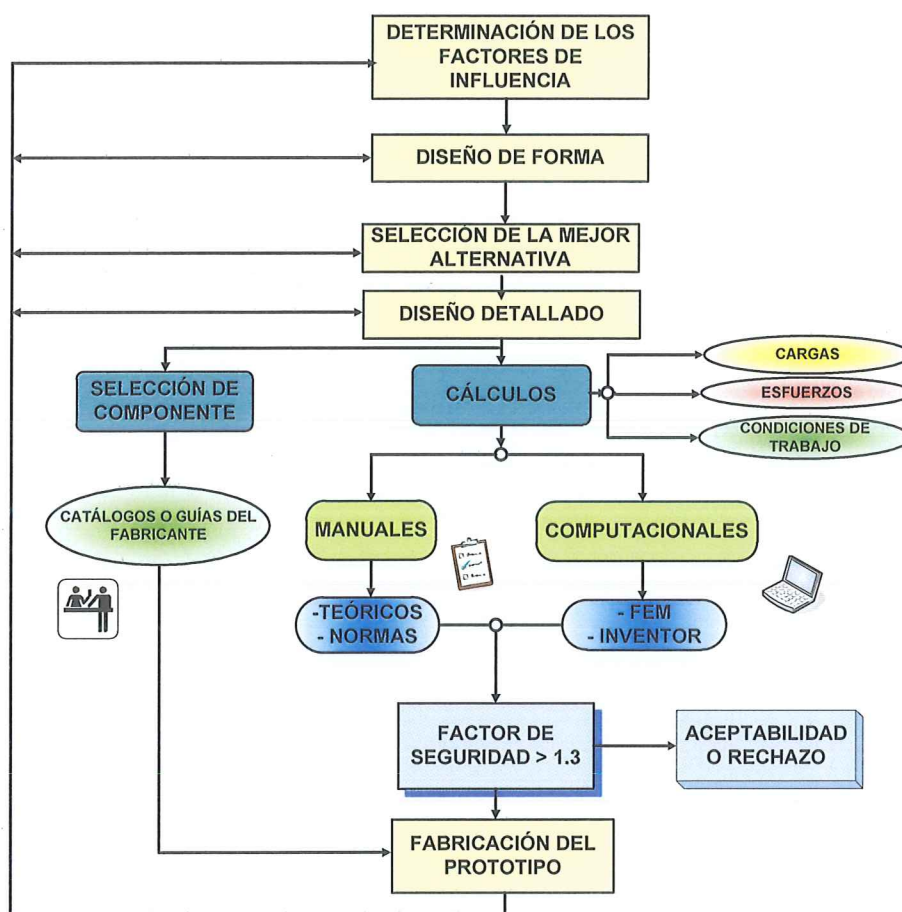 DETERMINACIÓN DE LOS
FACTORES DE
INFLUENCIA
DISEÑO DE FORMA
SELECCIÓN DE LA MEJOR
ALTERNATIVA
DISEÑO DETALLADO
SELECCIÓN DE
COMPONENTE
CÁLCULOS
CARGAS
ESFUERZOS
CONDICIONES DE
TRABAJO
CATÁLOGOS O GUÍAS DEL
FABRICANTE
MANUALES
COMPUTACIONALES
-TEÓRICOS
- NORMAS
- FEM
- INVENTOR
FACTOR DE
SEGURIDAD > 1.3
ACEPTABILIDAD
O RECHAZO
FABRICACIÓN DEL
PROTOTIPO